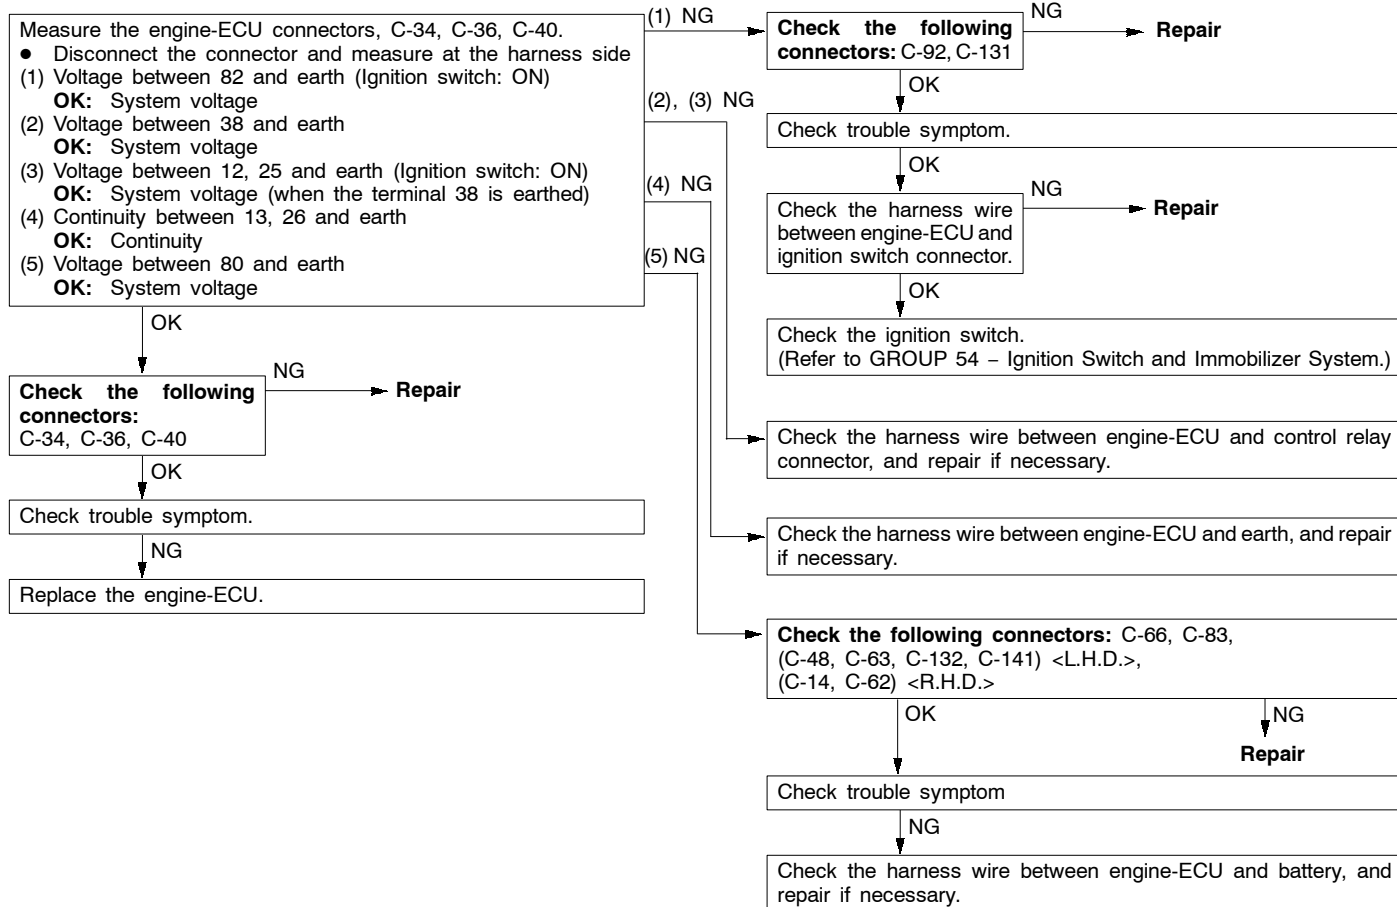 Measure the engine-ECU connectors, C-34, C-36, C-40.
● Disconnect the connector and measure at the harness side
(1) Voltage between 82 and earth (Ignition switch: ON)
OK: System voltage
(2) Voltage between 38 and earth
OK: System voltage
(3) Voltage between 12, 25 and earth (Ignition switch: ON)
OK: System voltage (when the terminal 38 is earthed)
(4) Continuity between 13, 26 and earth
OK: Continuity
(5) Voltage between 80 and earth
OK: System voltage
OK
Check the following
connectors:
C-34, C-36, C-40
NG
Repair
OK
Check trouble symptom.
NG
Replace the engine-ECU.
(1) NG
Check the following
connectors: C-92, C-131
NG
Repair
OK
Check trouble symptom.
OK
Check the harness wire
between engine-ECU and
ignition switch connector.
NG
Repair
OK
Check the ignition switch.
(Refer to GROUP 54 – Ignition Switch and Immobilizer System.)
(2), (3) NG
Check the harness wire between engine-ECU and control relay
connector, and repair if necessary.
(4) NG
Check the harness wire between engine-ECU and earth, and repair
if necessary.
(5) NG
Check the following connectors: C-66, C-83,
(C-48, C-63, C-132, C-141) <L.H.D.>,
(C-14, C-62) <R.H.D.>
OK
NG
Repair
Check trouble symptom
NG
Check the harness wire between engine-ECU and battery, and
repair if necessary.